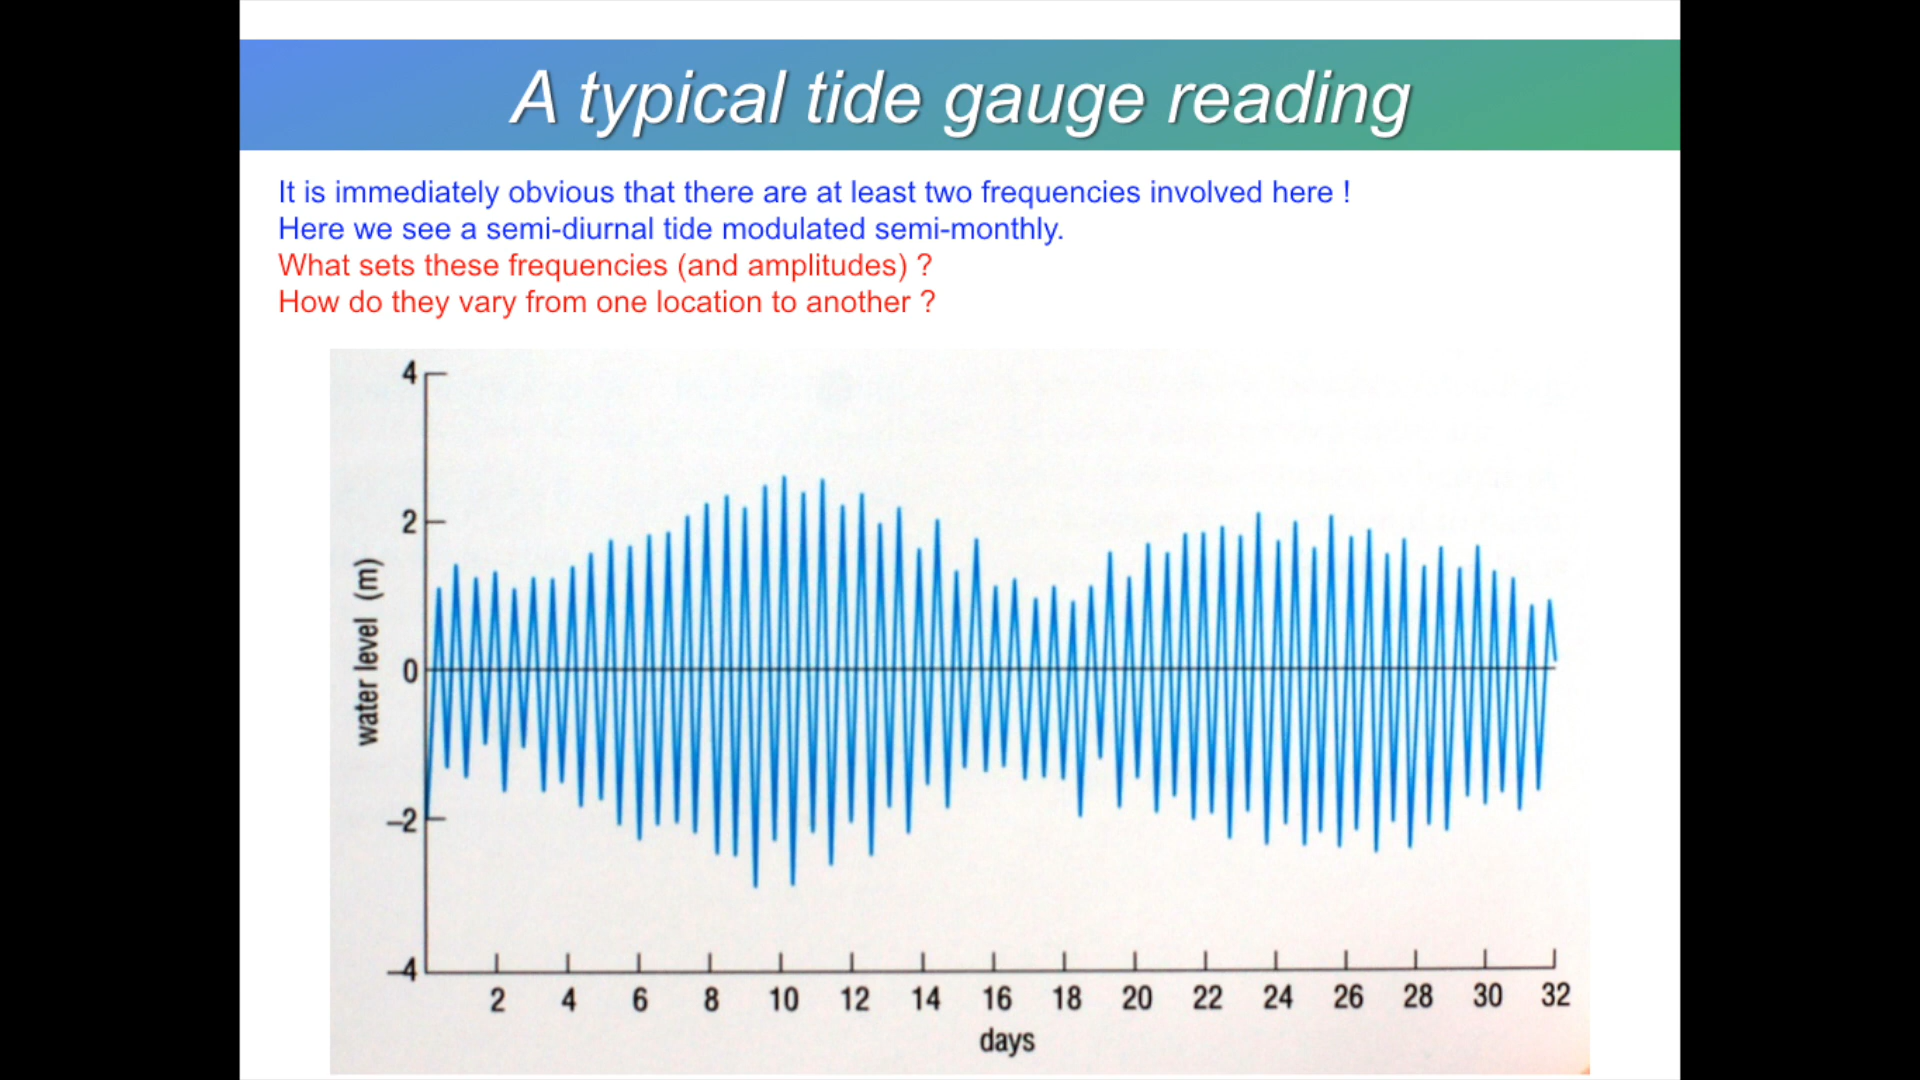 A typical tide gauge reading
It is immediately obvious that there are at least two frequencies involved here !
Here we see a semi-diurnal tide modulated semi-monthly.
What sets these frequencies (and amplitudes) ?
How do they vary from one location to another ?
4
2
0
–2
–4
water level (m)
2 4 6 8 10 12 14 16 18 20 22 24 26 28 30 32
days